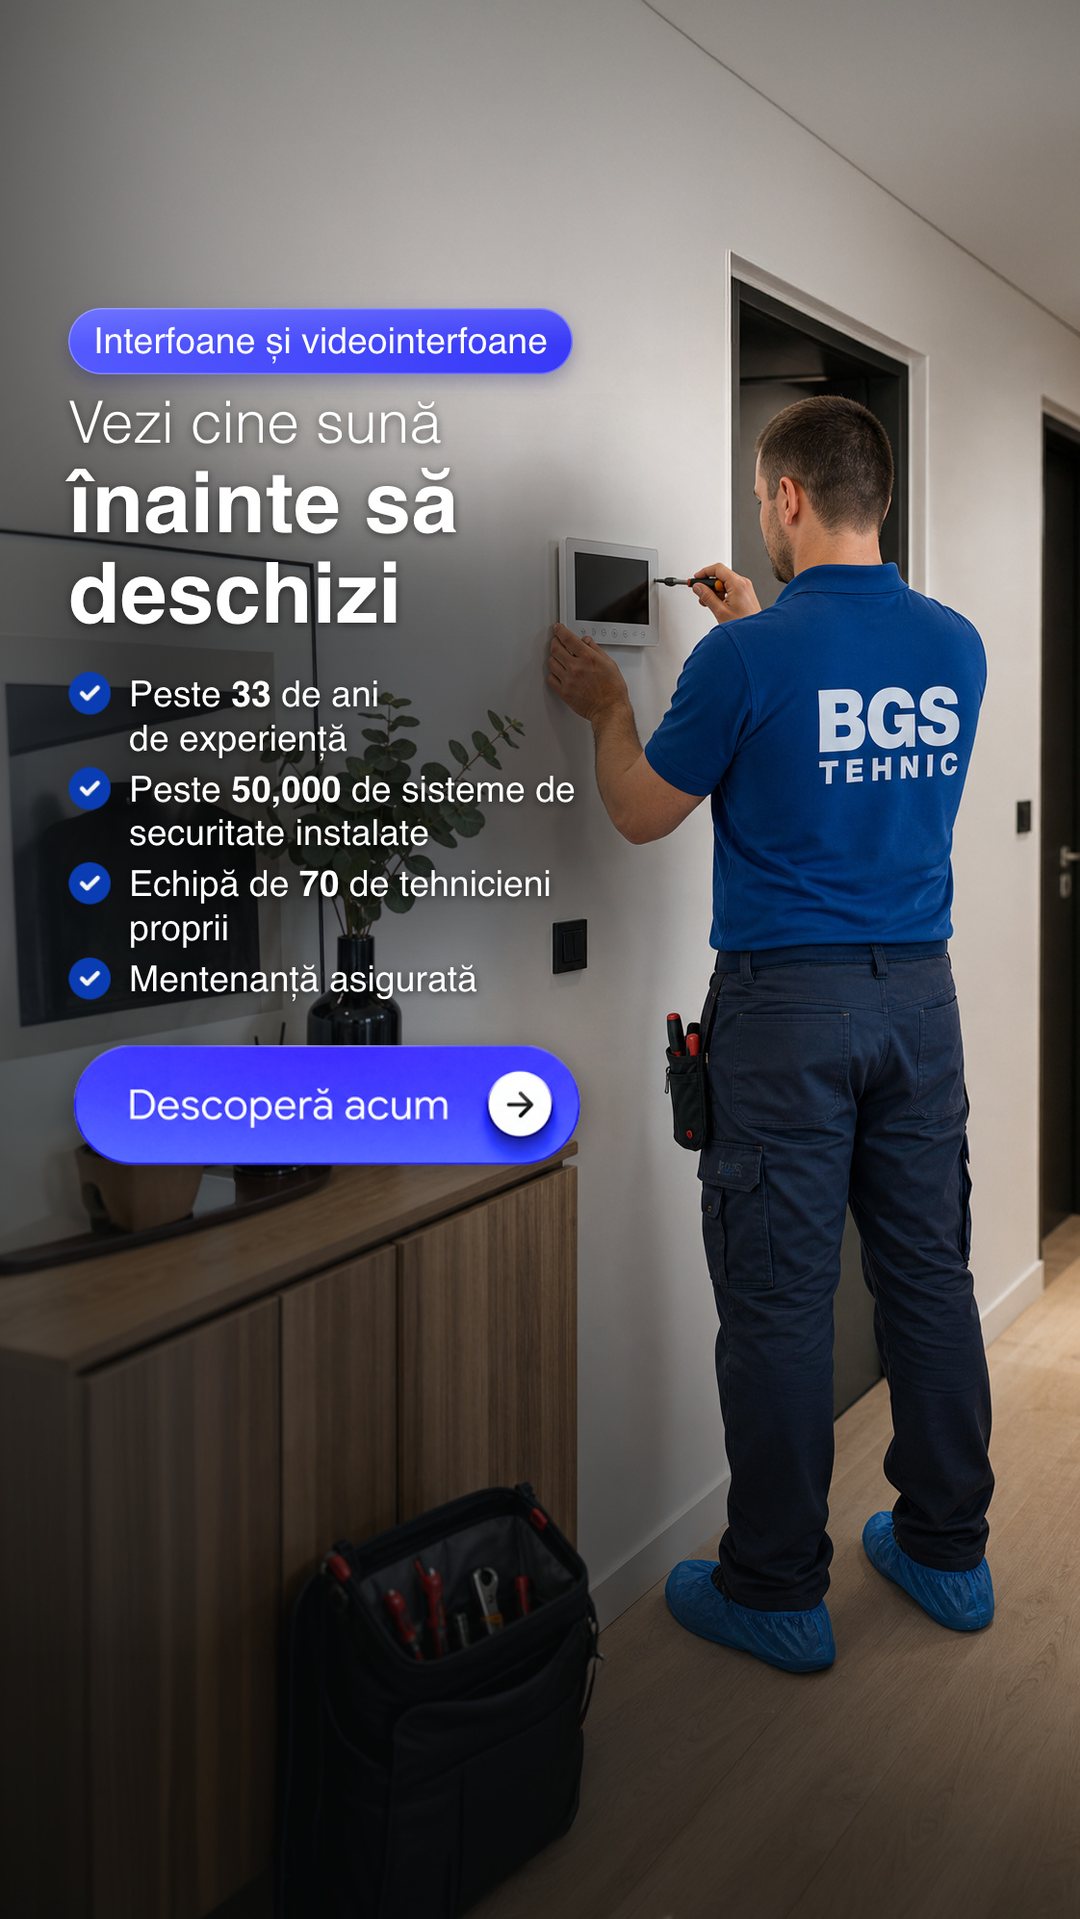 Interfoane și videointerfoane
Vezi cine sună
înainte să
deschizi
Peste 33 de ani
de experiență
Peste 50,000 de sisteme de
securitate instalate
Echipă de 70 de tehnicieni
proprii
Mentenanță asigurată
Descoperă acum
BGS
TEHNIC